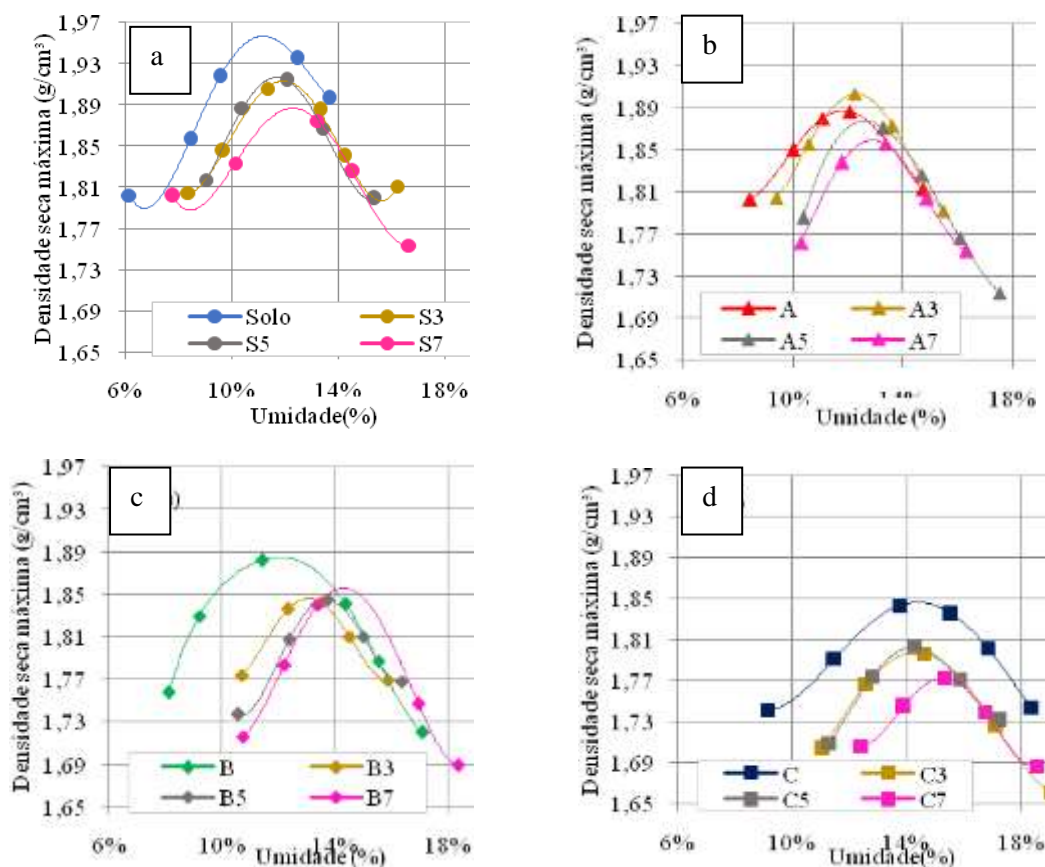 a
Densidade seca máxima (g/cm³)
1,97
1,93
1,89
1,85
1,81
1,77
1,73
1,69
1,65
Solo S3
S5 S7
6% 10% 14% 18%
Umidade(%)
b
Densidade seca máxima (g/cm³)
1,97
1,93
1,89
1,85
1,81
1,77
1,73
1,69
1,65
A A3
A5 A7
6% 10% 14% 18%
Umidade(%)
c
Densidade seca máxima (g/cm³)
1,97
1,93
1,89
1,85
1,81
1,77
1,73
1,69
1,65
B B3
B5 B7
6% 10% 14% 18%
Umidade(%)
d
Densidade seca máxima (g/cm³)
1,97
1,93
1,89
1,85
1,81
1,77
1,73
1,69
1,65
C C3
C5 C7
6% 10% 14% 18%
Umidade(%)